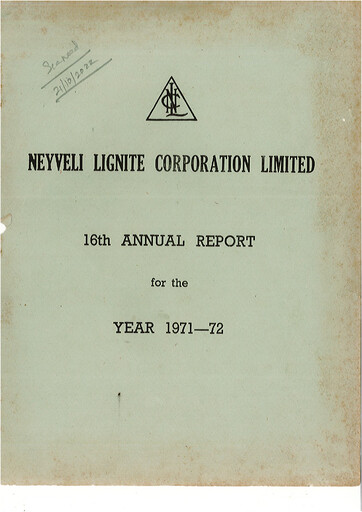 Scanned
21/10/2022
NLC
NEYVELI LIGNITE CORPORATION LIMITED
16th ANNUAL REPORT
for the
YEAR 1971—72